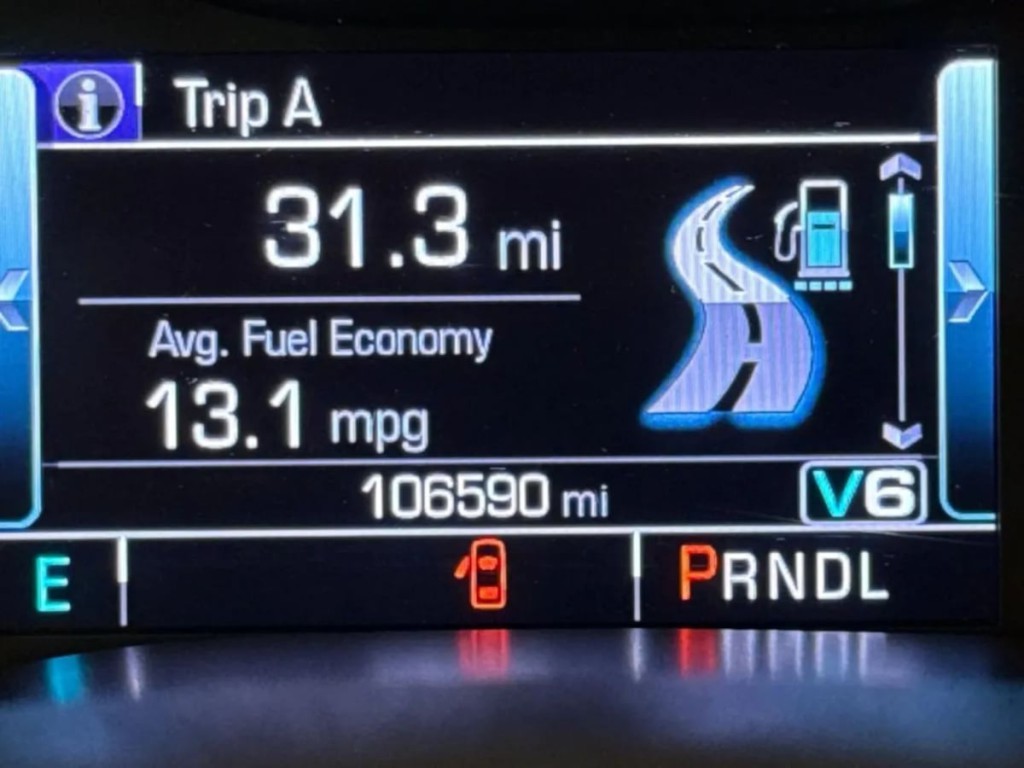 i Trip A
31.3 mi
Avg. Fuel Economy
13.1 mpg
106590 mi V6
E PRNDL